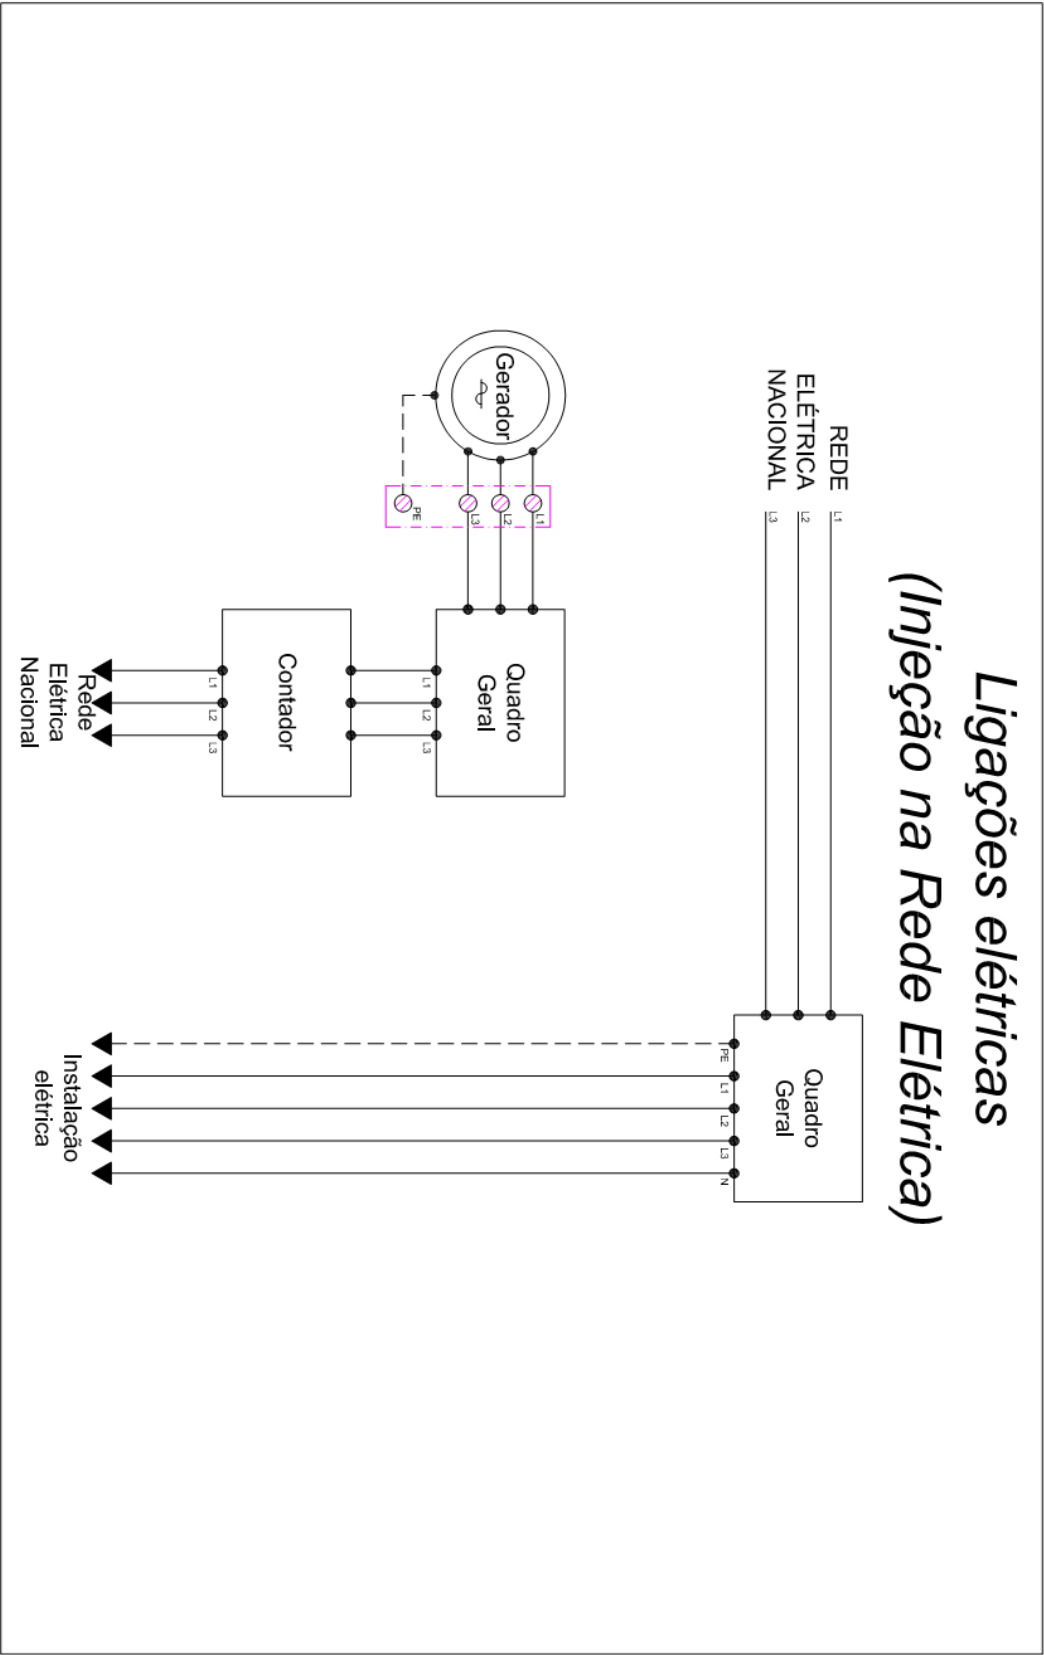 Ligações elétricas
(Injeção na Rede Elétrica)
REDE
ELÉTRICA
NACIONAL
L1
L2
L3
Quadro
Geral
PE
L1
L2
L3
N
Instalação
elétrica
Gerador
L1
L2
L3
PE
Quadro
Geral
L1
L2
L3
Contador
L1
L2
L3
Rede
Elétrica
Nacional